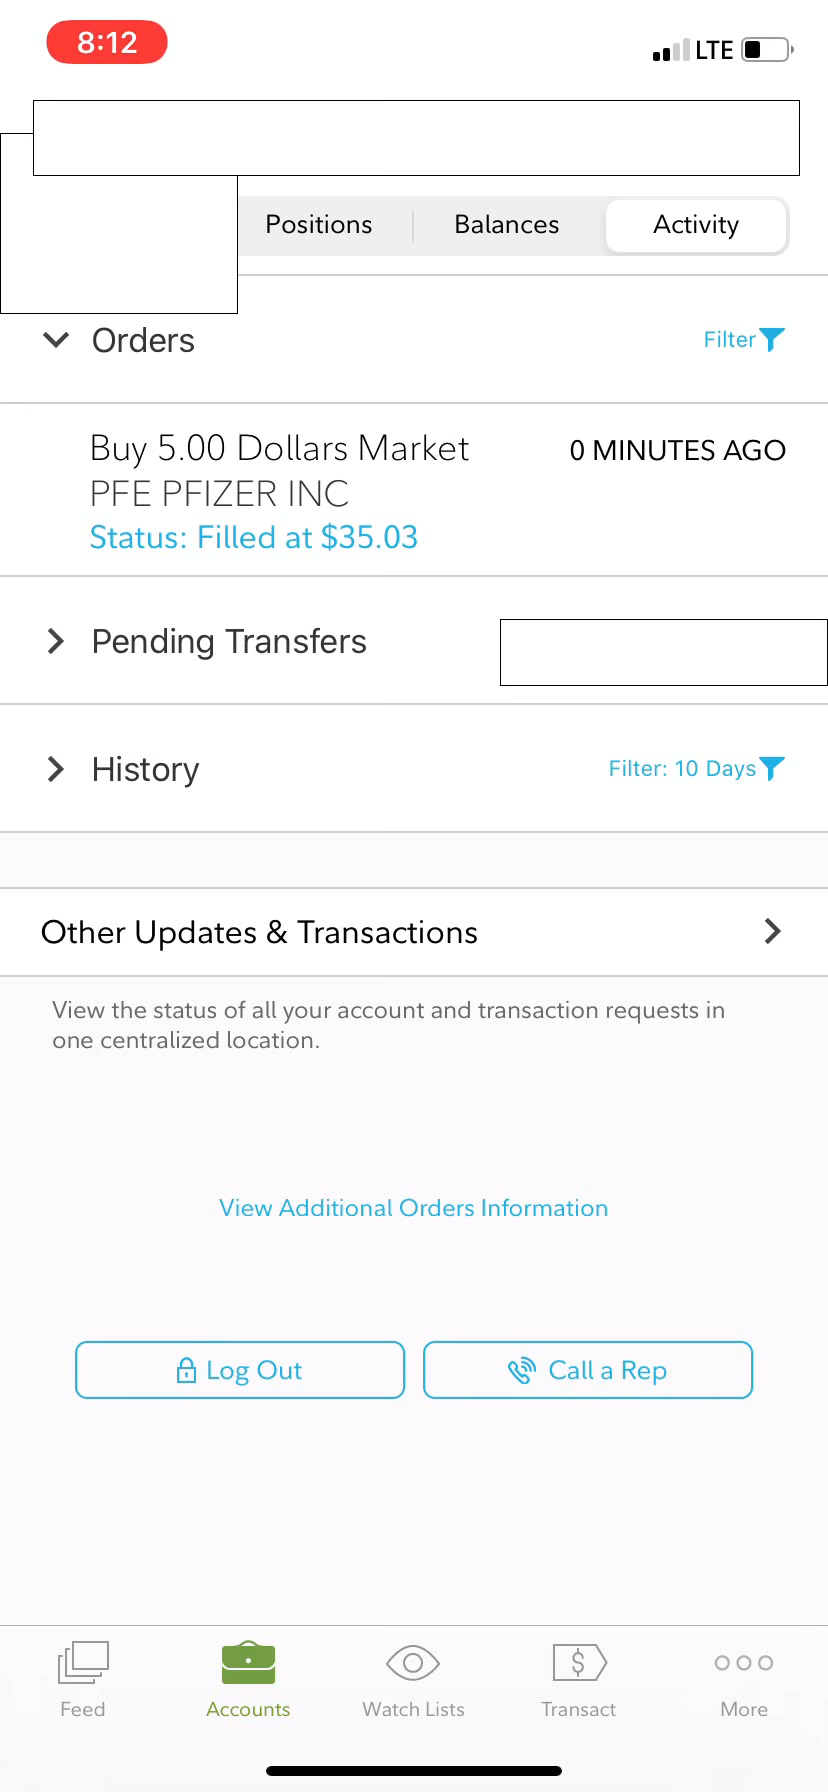 8:12
LTE
Positions
Balances
Activity
Orders
Filter
Buy 5.00 Dollars Market
0 MINUTES AGO
PFE PFIZER INC
Status: Filled at $35.03
Pending Transfers
History
Filter: 10 Days
Other Updates & Transactions
View the status of all your account and transaction requests in
one centralized location.
View Additional Orders Information
Log Out
Call a Rep
$
Feed
Accounts
Watch Lists
Transact
More